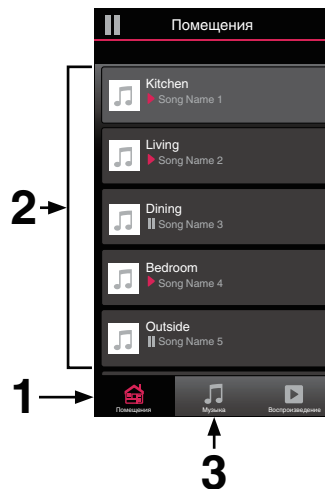 Помещения
Kitchen
Song Name 1
Living
Song Name 2
2
Dining
Song Name 3
Bedroom
Song Name 4
Outside
Song Name 5
1
Помещения
Музыка
Воспроизведение
3